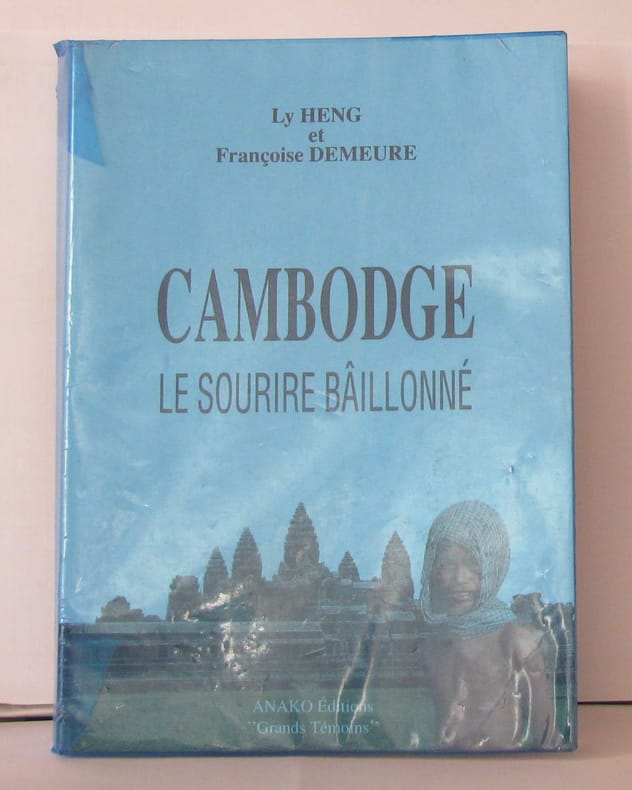 Ly HENG
et
Françoise DEMEURE
CAMBODGE
LE SOURIRE BÂILLONNÉ
ANAKO Éditions
"Grands Témoins"